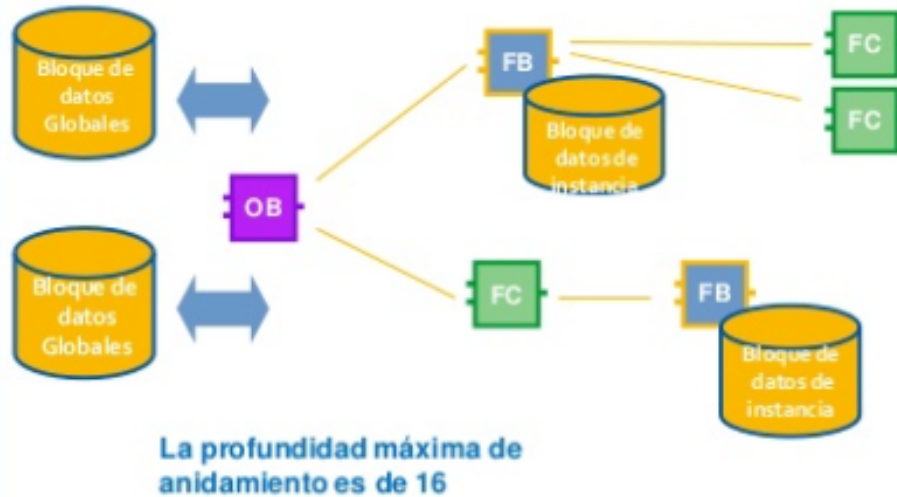 Bloque de
datos
Globales
FB
FC
FC
Bloque de
datos de
instancia
OB
Bloque de
datos
Globales
FC
FB
Bloque de
datos de
instancia
La profundidad máxima de
anidamiento es de 16